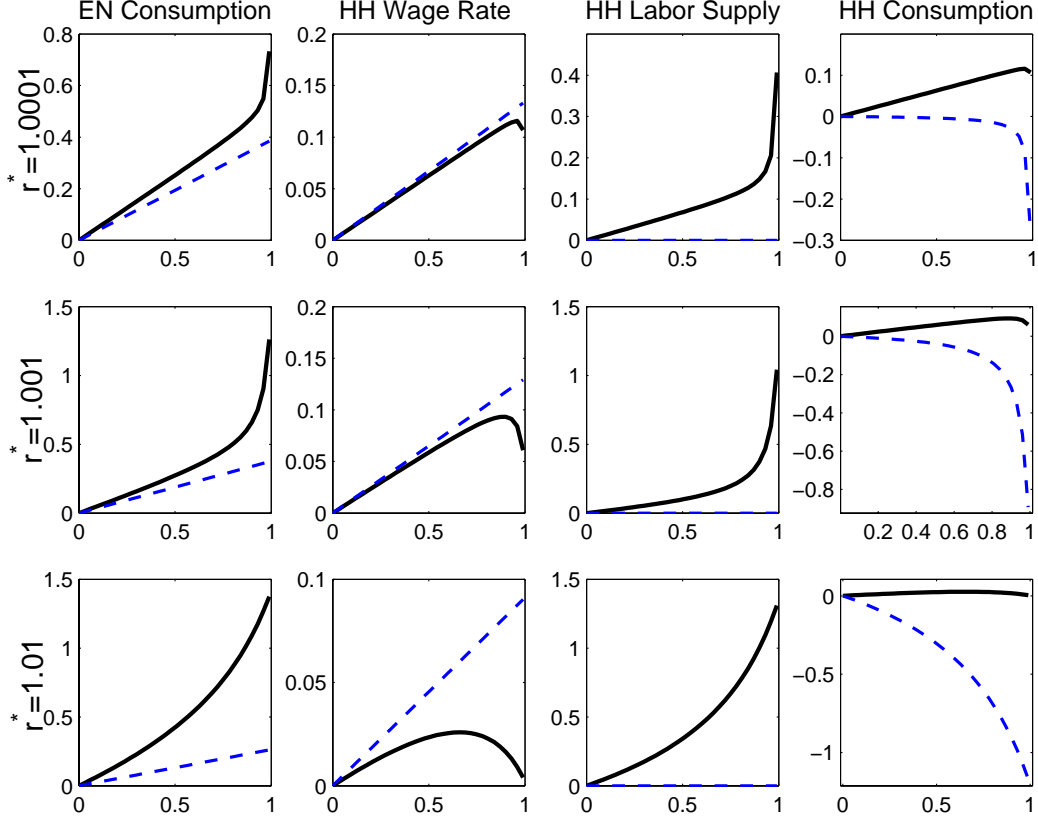 EN Consumption HH Wage Rate HH Labor Supply HH Consumption
r*=1.0001
0.8 0.6 0.4 0.2 0
0 0.5 1
0.2 0.15 0.1 0.05 0
0 0.5 1
0.4 0.3 0.2 0.1 0
0 0.5 1
0.1 0 −0.1 −0.2 −0.3
0 0.5 1
r*=1.001
1.5 1 0.5 0
0 0.5 1
0.2 0.15 0.1 0.05 0
0 0.5 1
1.5 1 0.5 0
0 0.5 1
0 −0.2 −0.4 −0.6 −0.8
0.2 0.4 0.6 0.8 1
r*=1.01
1.5 1 0.5 0
0 0.5 1
0.1 0.05 0
0 0.5 1
1.5 1 0.5 0
0 0.5 1
0 −0.5 −1
0 0.5 1